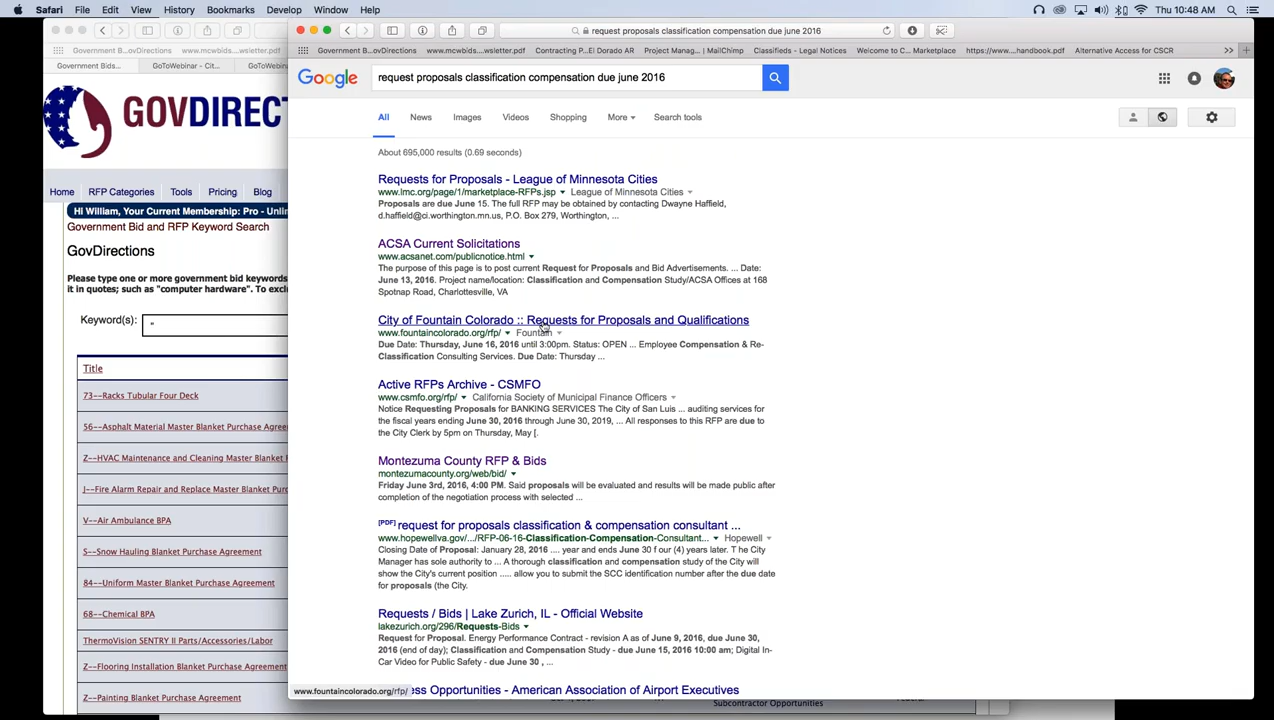 Safari File Edit View History Bookmarks Develop Window Help
Thu 10:48 AM
request proposals classification compensation due june 2016
Government B...ovDirections www.mcwbids...wsletter.pdf
Government B...ovDirections www.mcwbids...wsletter.pdf Contracting P...El Dorado AR Project Manag... | MailChimp Classifieds - Legal Notices Welcome to C... Marketplace https://www....handbook.pdf Alternative Access for CSCR
Government Bids... GoToWebinar - Cit... GoToWebin
GOVDIRECT
Home RFP Categories Tools Pricing Blog
Hi William, Your Current Membership: Pro - Unlim
Government Bid and RFP Keyword Search
GovDirections
Please type one or more government bid keywords
it in quotes; such as "computer hardware". To exclu
Keyword(s): "
Title
73--Racks Tubular Four Deck
56--Asphalt Material Master Blanket Purchase Agreeme
Z--HVAC Maintenance and Cleaning Master Blanket
J--Fire Alarm Repair and Replace Master Blanket Purc
V--Air Ambulance BPA
S--Snow Hauling Blanket Purchase Agreement
84--Uniform Master Blanket Purchase Agreement
68--Chemical BPA
ThermoVision SENTRY II Parts/Accessories/Labor
Z--Flooring Installation Blanket Purchase Agreement
Z--Painting Blanket Purchase Agreement
Google
request proposals classification compensation due june 2016
All News Images Videos Shopping More Search tools
About 695,000 results (0.69 seconds)
Requests for Proposals - League of Minnesota Cities
www.lmc.org/page/1/marketplace-RFPs.jsp League of Minnesota Cities
Proposals are due June 15. The full RFP may be obtained by contacting Dwayne Haffield,
d.haffield@ci.worthington.mn.us, P.O. Box 279, Worthington, ...
ACSA Current Solicitations
www.acsanet.com/publicnotice.html
The purpose of this page is to post current Request for Proposals and Bid Advertisements. ... Date:
June 13, 2016. Project name/location: Classification and Compensation Study/ACSA Offices at 168
Spotnap Road, Charlottesville, VA
City of Fountain Colorado :: Requests for Proposals and Qualifications
www.fountaincolorado.org/rfp/ Fountain
Due Date: Thursday, June 16, 2016 until 3:00pm. Status: OPEN ... Employee Compensation & Re-
Classification Consulting Services. Due Date: Thursday ...
Active RFPs Archive - CSMFO
www.csmfo.org/rfp/ California Society of Municipal Finance Officers
Notice Requesting Proposals for BANKING SERVICES The City of San Luis ... auditing services for
the fiscal years ending June 30, 2016 through June 30, 2019, ... All responses to this RFP are due to
the City Clerk by 5pm on Thursday, May [.
Montezuma County RFP & Bids
montezumacounty.org/web/bid/
Friday June 3rd, 2016, 4:00 PM. Said proposals will be evaluated and results will be made public after
completion of the negotiation process with selected ...
[PDF] request for proposals classification & compensation consultant ...
www.hopewellva.gov/.../RFP-06-16-Classification-Compensation-Consultant... Hopewell
Closing Date of Proposal: January 28, 2016 .... year and ends June 30 f our (4) years later. T he City
Manager has sole authority to .. A thorough classification and compensation study of the City will
show the City's current position ..... allow you to submit the SCC identification number after the due date
for proposals (the City.
Requests / Bids | Lake Zurich, IL - Official Website
lakezurich.org/296/Requests-Bids
Request for Proposal. Energy Performance Contract - revision A as of June 9, 2016, due June 30,
2016 (end of day); Classification and Compensation Study - due June 15, 2016 10:00 am; Digital In-
Car Video for Public Safety - due June 30 , ...
www.fountaincolorado.org/rfp/
ess Opportunities - American Association of Airport Executives
Subcontractor Opportunities